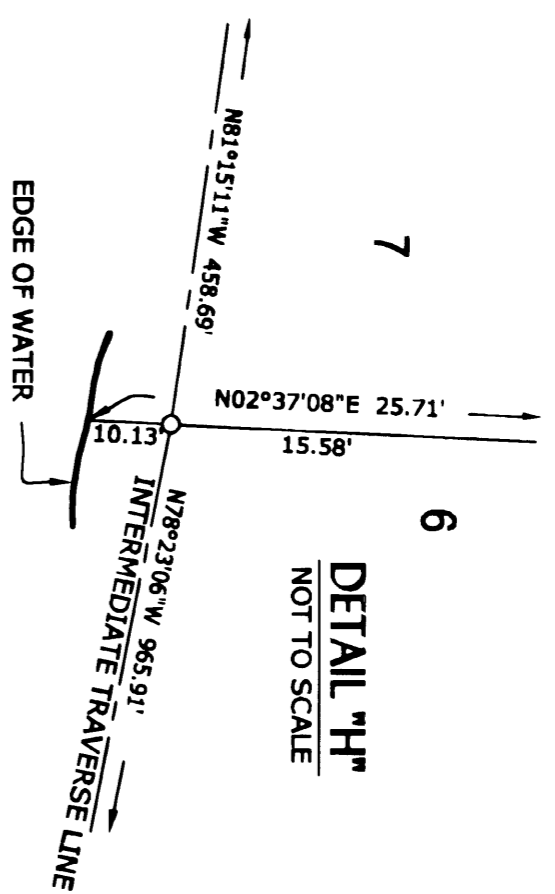 7
6
DETAIL "H"
NOT TO SCALE
N81°15'11"W 458.69'
N02°37'08"E 25.71'
15.58'
10.13'
N78°23'06"W 965.91'
INTERMEDIATE TRAVERSE LINE
EDGE OF WATER